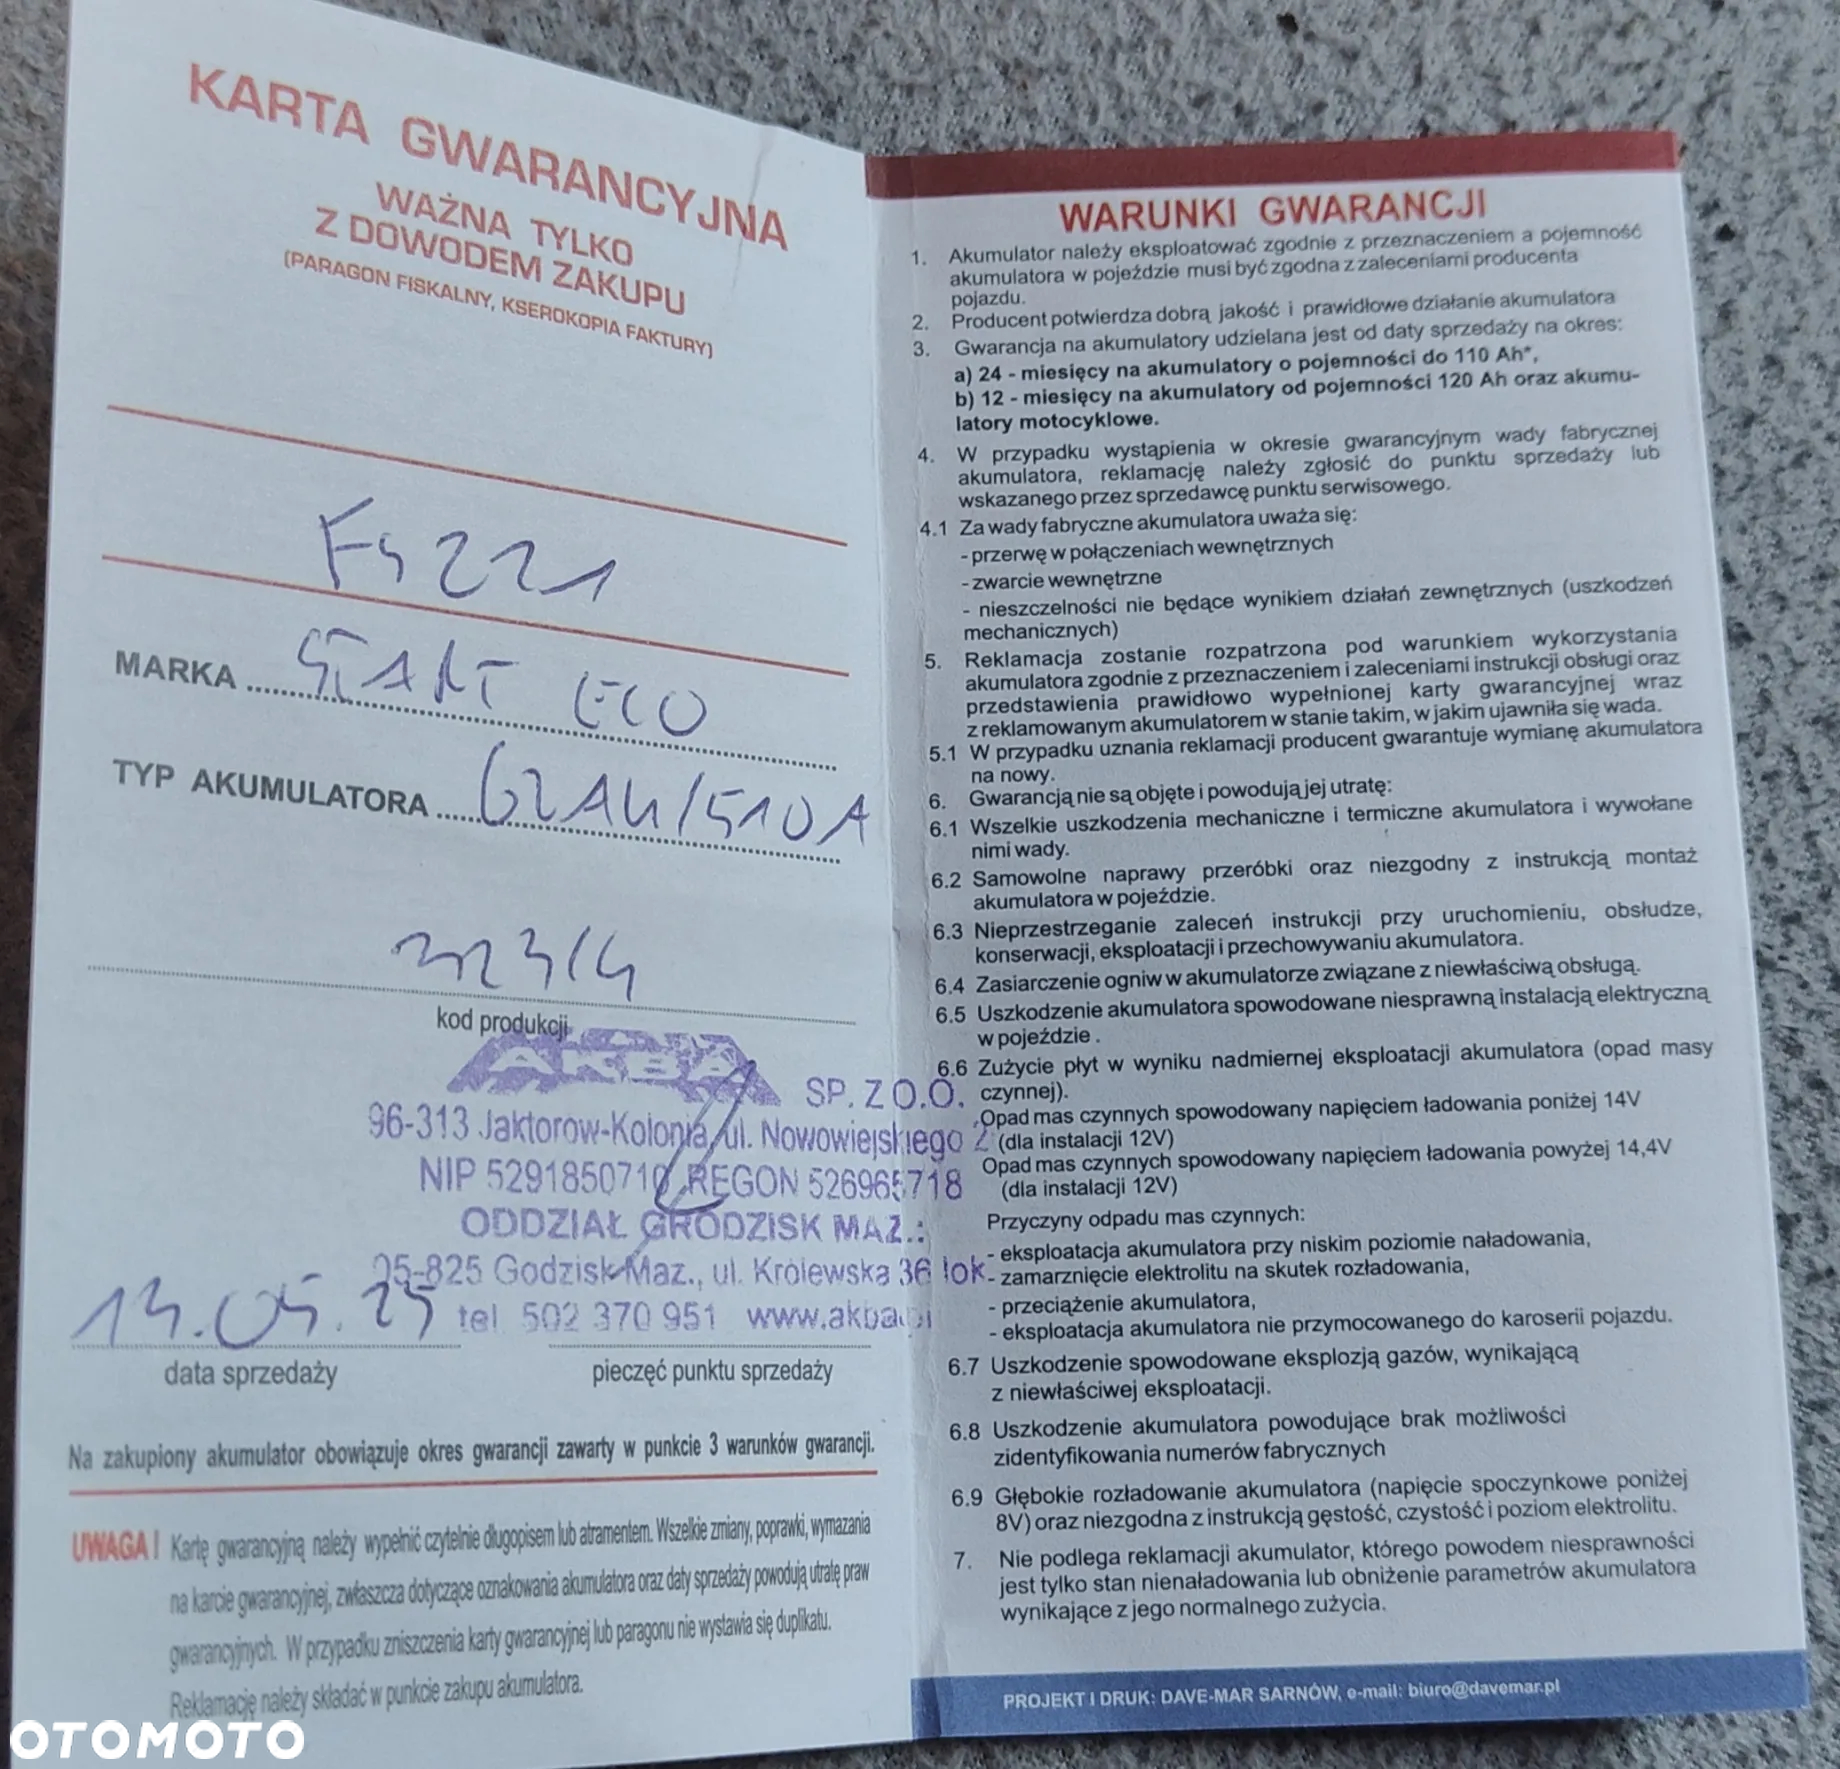 KARTA GWARANCYJNA
WAŻNA TYLKO
Z DOWODEM ZAKUPU
(PARAGON FISKALNY, KSEROKOPIA FAKTURY)
FS221
MARKA START ECO
TYP AKUMULATORA 62AH/510A
323/4
kod produkcji
AKBA SP. Z O.O.
96-313 Jaktorow-Kolonia, ul. Nowowiejskiego 2
NIP 5291850710, REGON 526965718
ODDZIAŁ GRODZISK MAZ.:
05-825 Godzisk Maz., ul. Królewska 36 lok
13.05.25 tel. 502 370 951 www.akba.pl
data sprzedaży pieczęć punktu sprzedaży
Na zakupiony akumulator obowiązuje okres gwarancji zawarty w punkcie 3 warunków gwarancji.
UWAGA! Kartę gwarancyjną należy wypełnić czytelnie długopisem lub atramentem. Wszelkie zmiany, poprawki, wymazania
na karcie gwarancyjnej, zwłaszcza dotyczące oznakowania akumulatora oraz daty sprzedaży powodują utratę praw
gwarancyjnych. W przypadku zniszczenia karty gwarancyjnej lub paragonu nie wystawia się duplikatu.
Reklamację należy składać w punkcie zakupu akumulatora.
WARUNKI GWARANCJI
1. Akumulator należy eksploatować zgodnie z przeznaczeniem a pojemność
akumulatora w pojeździe musi być zgodna z zaleceniami producenta
pojazdu.
2. Producent potwierdza dobrą jakość i prawidłowe działanie akumulatora
3. Gwarancja na akumulatory udzielana jest od daty sprzedaży na okres:
a) 24 - miesięcy na akumulatory o pojemności do 110 Ah*,
b) 12 - miesięcy na akumulatory od pojemności 120 Ah oraz akumu-
latory motocyklowe.
4. W przypadku wystąpienia w okresie gwarancyjnym wady fabrycznej
akumulatora, reklamację należy zgłosić do punktu sprzedaży lub
wskazanego przez sprzedawcę punktu serwisowego.
4.1 Za wady fabryczne akumulatora uważa się:
- przerwę w połączeniach wewnętrznych
- zwarcie wewnętrzne
- nieszczelności nie będące wynikiem działań zewnętrznych (uszkodzeń
mechanicznych)
5. Reklamacja zostanie rozpatrzona pod warunkiem wykorzystania
akumulatora zgodnie z przeznaczeniem i zaleceniami instrukcji obsługi oraz
przedstawienia prawidłowo wypełnionej karty gwarancyjnej wraz
z reklamowanym akumulatorem w stanie takim, w jakim ujawniła się wada.
5.1 W przypadku uznania reklamacji producent gwarantuje wymianę akumulatora
na nowy.
6. Gwarancją nie są objęte i powodują jej utratę:
6.1 Wszelkie uszkodzenia mechaniczne i termiczne akumulatora i wywołane
nimi wady.
6.2 Samowolne naprawy przeróbki oraz niezgodny z instrukcją montaż
akumulatora w pojeździe.
6.3 Nieprzestrzeganie zaleceń instrukcji przy uruchomieniu, obsłudze,
konserwacji, eksploatacji i przechowywaniu akumulatora.
6.4 Zasiarczenie ogniw w akumulatorze związane z niewłaściwą obsługą.
6.5 Uszkodzenie akumulatora spowodowane niesprawną instalacją elektryczną
w pojeździe .
6.6 Zużycie płyt w wyniku nadmiernej eksploatacji akumulatora (opad masy
czynnej).
Opad mas czynnych spowodowany napięciem ładowania poniżej 14V
(dla instalacji 12V)
Opad mas czynnych spowodowany napięciem ładowania powyżej 14,4V
(dla instalacji 12V)
Przyczyny odpadu mas czynnych:
- eksploatacja akumulatora przy niskim poziomie naładowania,
- zamarznięcie elektrolitu na skutek rozładowania,
- przeciążenie akumulatora,
- eksploatacja akumulatora nie przymocowanego do karoserii pojazdu.
6.7 Uszkodzenie spowodowane eksplozją gazów, wynikającą
z niewłaściwej eksploatacji.
6.8 Uszkodzenie akumulatora powodujące brak możliwości
zidentyfikowania numerów fabrycznych
6.9 Głębokie rozładowanie akumulatora (napięcie spoczynkowe poniżej
8V) oraz niezgodna z instrukcją gęstość, czystość i poziom elektrolitu.
7. Nie podlega reklamacji akumulator, którego powodem niesprawności
jest tylko stan nienaładowania lub obniżenie parametrów akumulatora
wynikające z jego normalnego zużycia.
PROJEKT I DRUK: DAVE-MAR SARNÓW, e-mail: biuro@davemar.pl
OTOMOTO